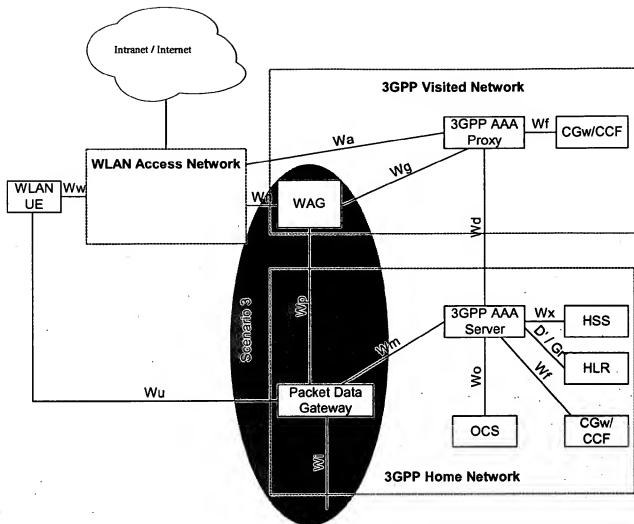 Intranet / Internet
3GPP Visited Network
3GPP AAA
Proxy
Wf
CGw/CCF
Wa
WLAN Access Network
Wg
WLAN
UE
Ww
Wn
WAG
Wd
Scenario 3
Wp
3GPP AAA
Server
Wx
HSS
D' / Gr
HLR
Wm
Wo
Wf
Wu
Packet Data
Gateway
OCS
CGw/
CCF
Wi
3GPP Home Network